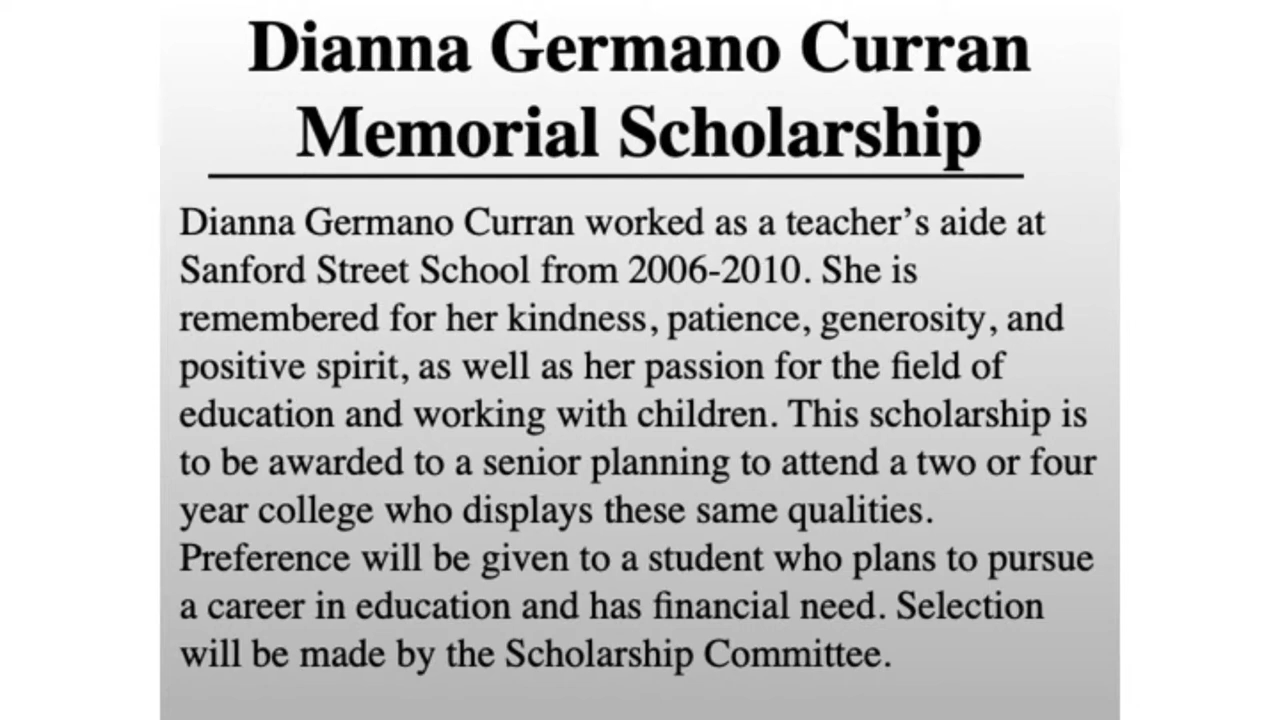 Dianna Germano Curran
Memorial Scholarship
Dianna Germano Curran worked as a teacher’s aide at
Sanford Street School from 2006-2010. She is
remembered for her kindness, patience, generosity, and
positive spirit, as well as her passion for the field of
education and working with children. This scholarship is
to be awarded to a senior planning to attend a two or four
year college who displays these same qualities.
Preference will be given to a student who plans to pursue
a career in education and has financial need. Selection
will be made by the Scholarship Committee.